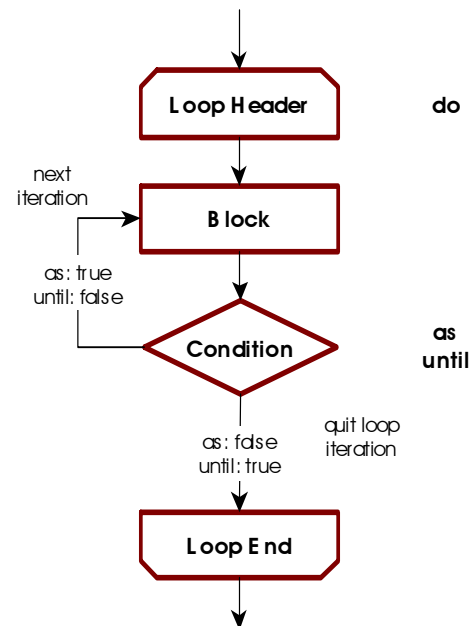 Loop Header
do
next
iteration
Block
as: true
until: false
Condition
as
until
as: false
until: true
quit loop
iteration
Loop End